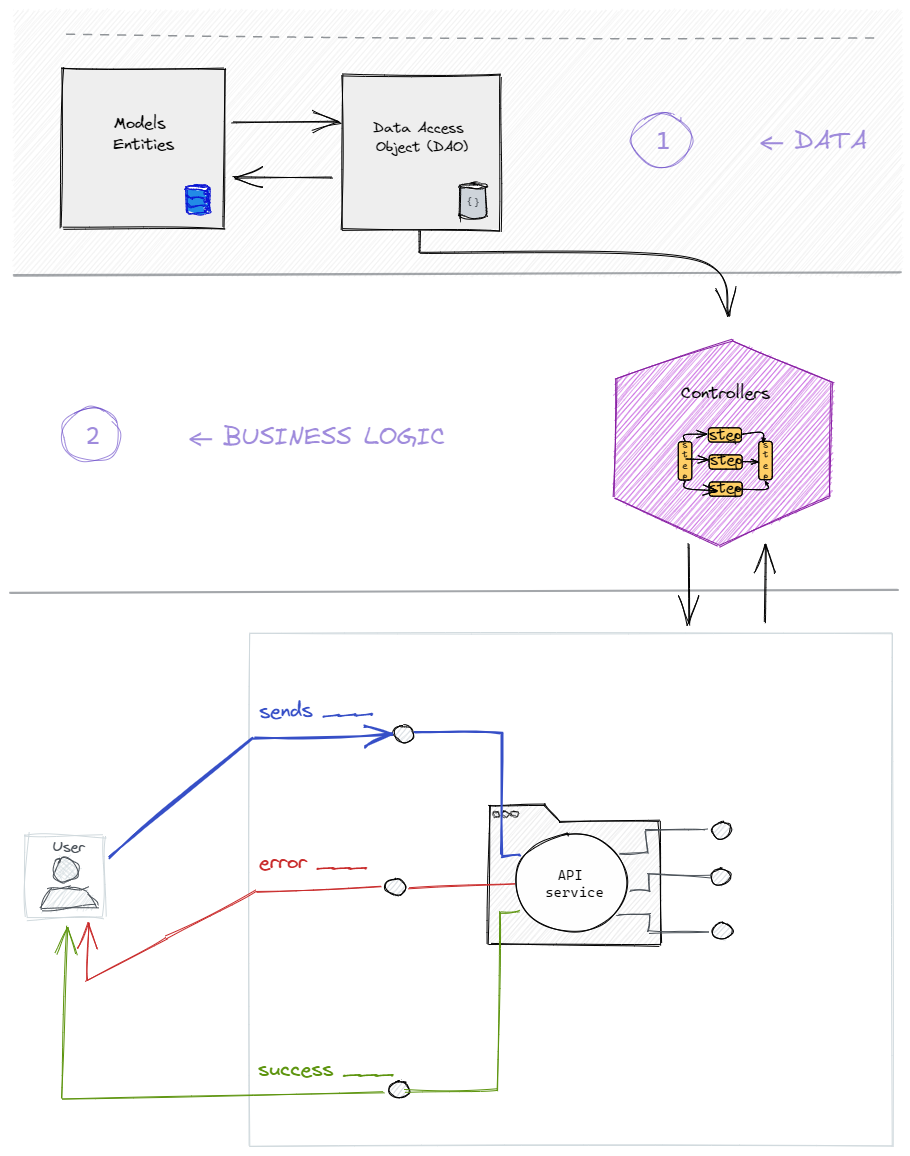 Models
Entities
Data Access
Object (DAO)
{}
1
← DATA
2
← BUSINESS LOGIC
Controllers
step
step
step
step
step
sends
User
error
API
service
success